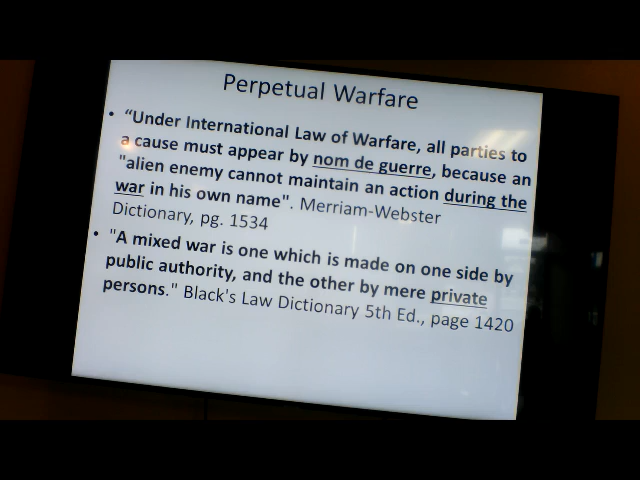 Perpetual Warfare
• “Under International Law of Warfare, all parties to
a cause must appear by nom de guerre, because an
"alien enemy cannot maintain an action during the
war in his own name". Merriam-Webster
Dictionary, pg. 1534
• "A mixed war is one which is made on one side by
public authority, and the other by mere private
persons." Black's Law Dictionary 5th Ed., page 1420